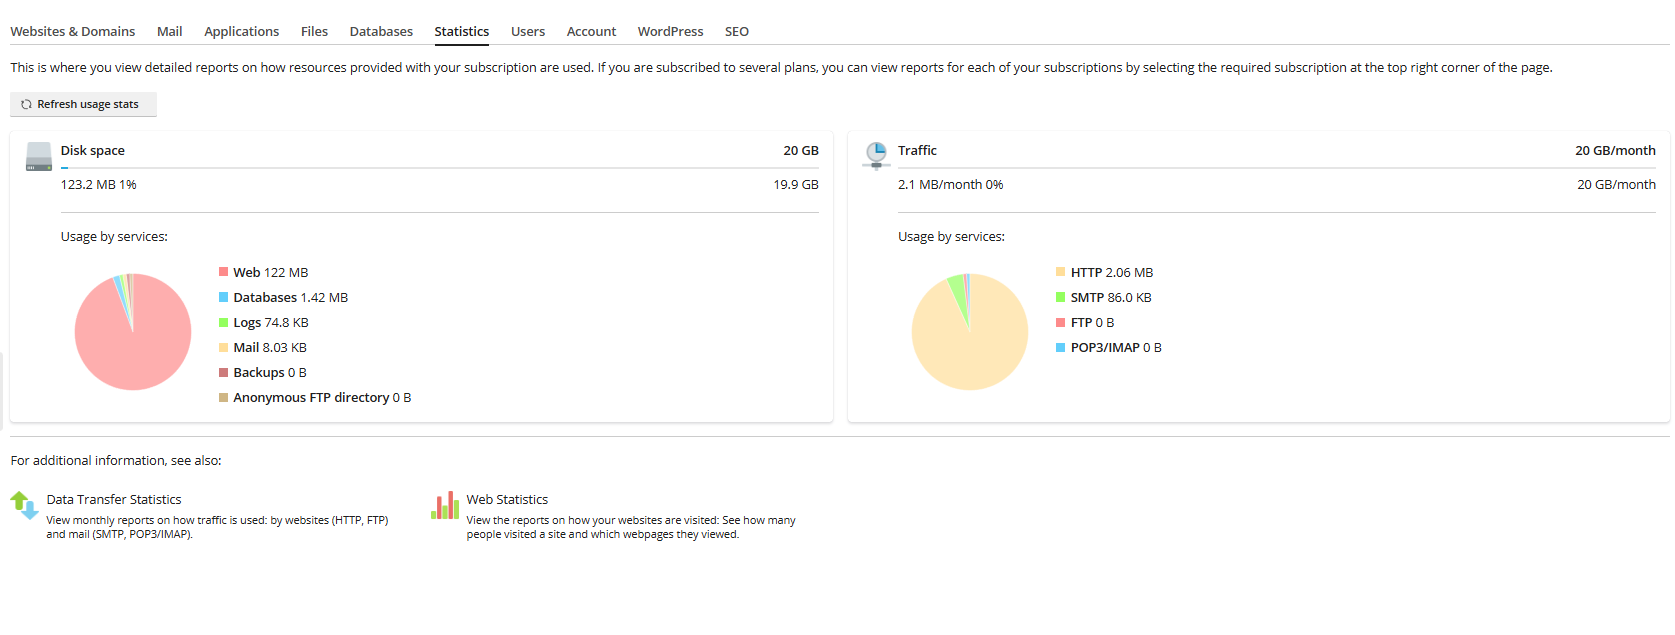 Websites & Domains Mail Applications Files Databases Statistics Users Account WordPress SEO
This is where you view detailed reports on how resources provided with your subscription are used. If you are subscribed to several plans, you can view reports for each of your subscriptions by selecting the required subscription at the top right corner of the page.
Refresh usage stats
Disk space 20 GB
123.2 MB 1% 19.9 GB
Usage by services:
Web 122 MB
Databases 1.42 MB
Logs 74.8 KB
Mail 8.03 KB
Backups 0 B
Anonymous FTP directory 0 B
Traffic 20 GB/month
2.1 MB/month 0% 20 GB/month
Usage by services:
HTTP 2.06 MB
SMTP 86.0 KB
FTP 0 B
POP3/IMAP 0 B
For additional information, see also:
Data Transfer Statistics
View monthly reports on how traffic is used: by websites (HTTP, FTP)
and mail (SMTP, POP3/IMAP).
Web Statistics
View the reports on how your websites are visited: See how many
people visited a site and which webpages they viewed.